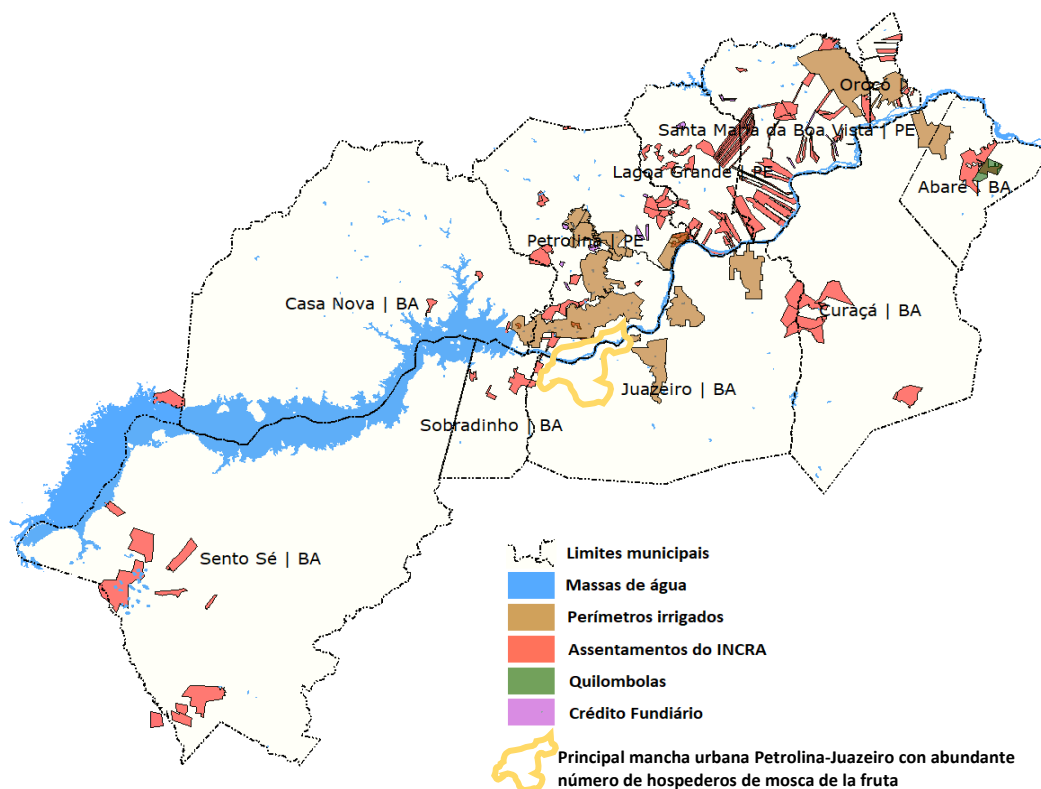 Orocó |
Santa Maria da Boa Vista | PE
Lagoa Grande | PE
Abaré | BA
Petrolina | PE
Casa Nova | BA
Curaçá | BA
Juazeiro | BA
Sobradinho | BA
Sento Sé | BA
Limites municipais
Massas de água
Perímetros irrigados
Assentamentos do INCRA
Quilombolas
Crédito Fundiário
Principal mancha urbana Petrolina-Juazeiro con abundante
número de hospederos de mosca de la fruta